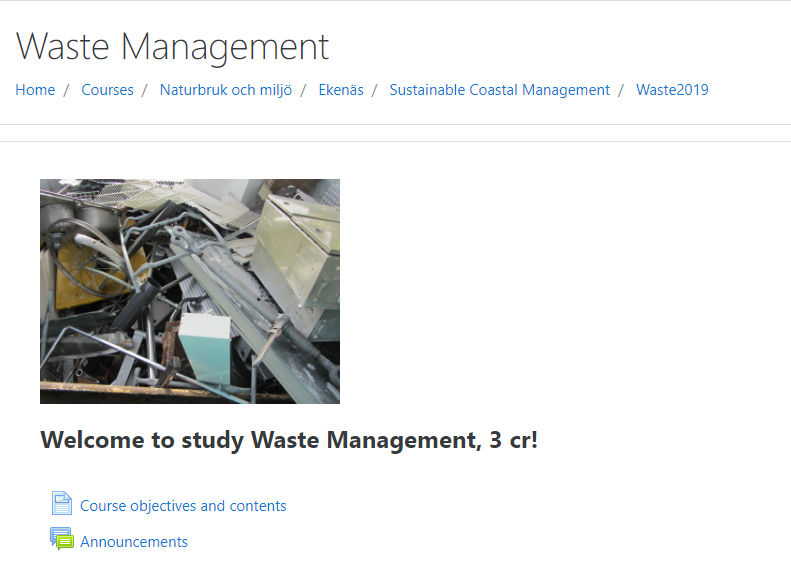 Waste Management
Home / Courses / Naturbruk och miljö / Ekenäs / Sustainable Coastal Management / Waste2019
Welcome to study Waste Management, 3 cr!
Course objectives and contents
Announcements